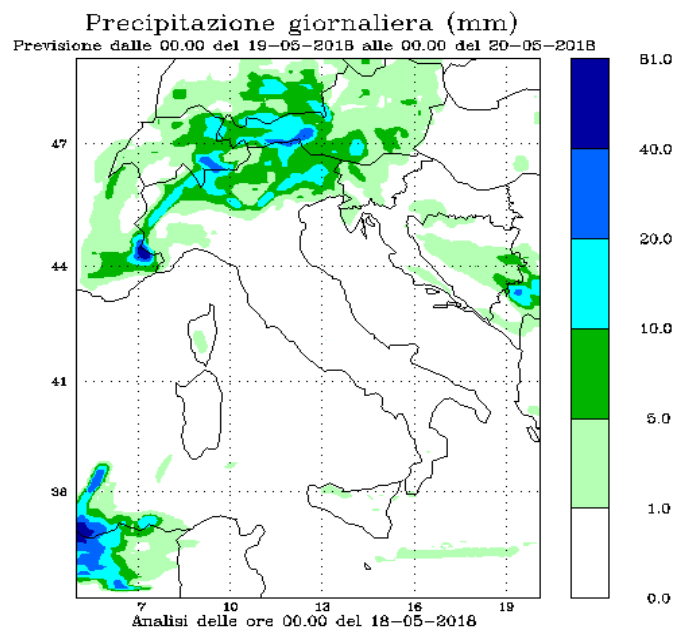 Precipitazione giornaliera (mm)
Previsione dalle 00.00 del 19-05-2018 alle 00.00 del 20-05-2018
81.0
47
40.0
20.0
44
10.0
41
5.0
38
1.0
0.0
7 10 13 16 19
Analisi delle ore 00.00 del 18-05-2018